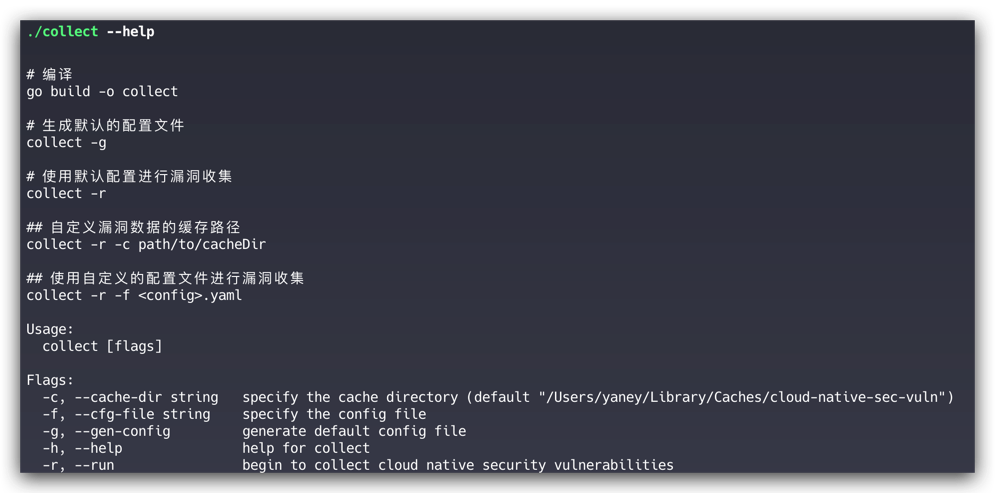 ./collect --help
# 编译
go build -o collect
# 生成默认的配置文件
collect -g
# 使用默认配置进行漏洞收集
collect -r
## 自定义漏洞数据的缓存路径
collect -r -c path/to/cacheDir
## 使用自定义的配置文件进行漏洞收集
collect -r -f <config>.yaml
Usage:
  collect [flags]
Flags:
  -c, --cache-dir string   specify the cache directory (default "/Users/yaney/Library/Caches/cloud-native-sec-vuln")
  -f, --cfg-file string    specify the config file
  -g, --gen-config         generate default config file
  -h, --help               help for collect
  -r, --run                begin to collect cloud native security vulnerabilities